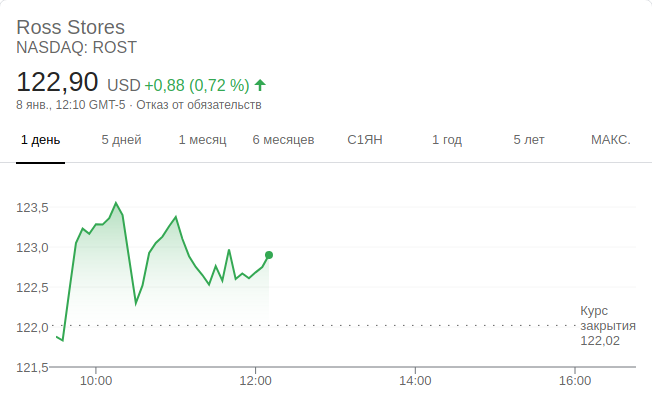 Ross Stores
NASDAQ: ROST
122,90 USD +0,88 (0,72 %)
8 янв., 12:10 GMT-5 · Отказ от обязательств
1 день 5 дней 1 месяц 6 месяцев С1ЯН 1 год 5 лет МАКС.
123,5
123,0
122,5
122,0
121,5
Курс
закрытия
122,02
10:00 12:00 14:00 16:00